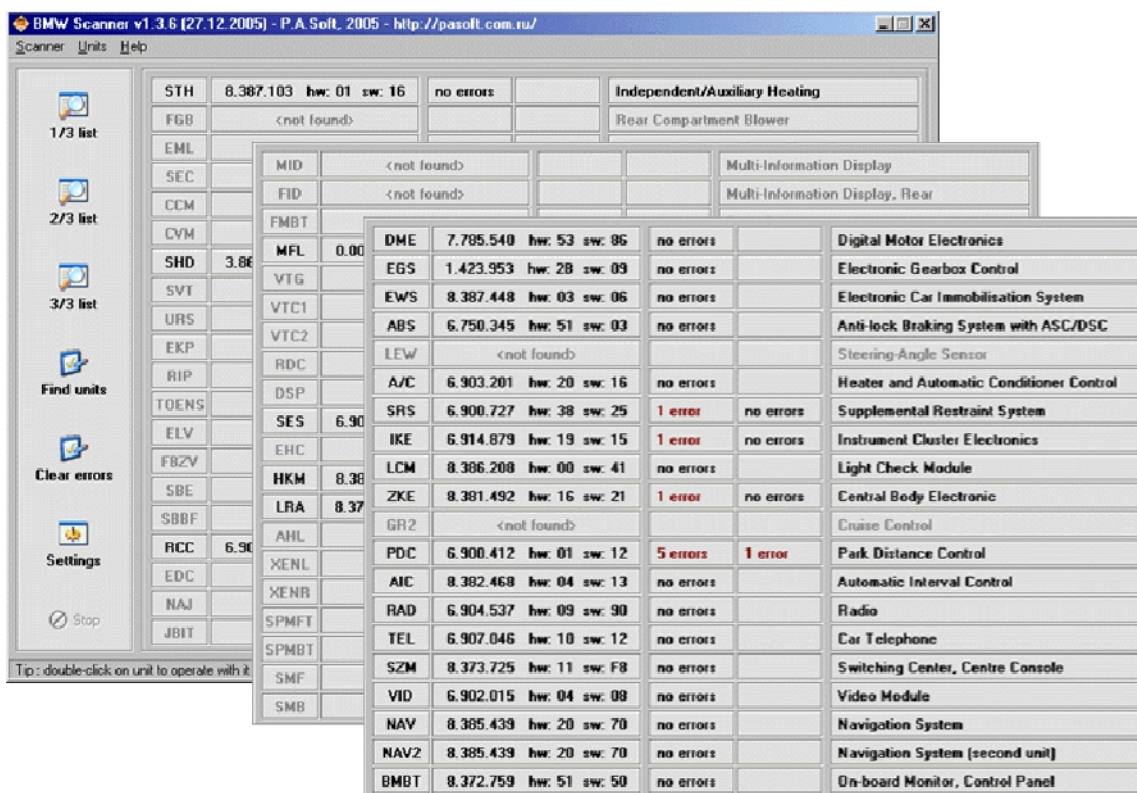 BMW Scanner v1.3.6 (27.12.2005) - P.A.Soft, 2005 - http://pasoft.com.ru/
Scanner Units Help
1/3 list
2/3 list
3/3 list
Find units
Clear errors
Settings
Stop
STH 8.387.103 hw: 01 sw: 16 no errors Independent/Auxiliary Heating
FGB <not found> Rear Compartment Blower
EML
SEC
CCM
CVM
SHD 3.86
SVT
URS
EKP
RIP
TOENS
ELV
FBZV
SBE
SBBF
RCC 6.90
EDC
NAJ
JBIT
Tip : double-click on unit to operate with it
MID <not found> Multi-Information Display
FID <not found> Multi-Information Display, Rear
FMBT
MFL 0.00
VTG
VTC1
VTC2
RDC
DSP
SES 6.90
EHC
HKM 8.38
LRA 8.37
AHL
XENL
XENR
SPMFT
SPMBT
SMF
SMB
DME 7.785.540 hw: 53 sw: 86 no errors Digital Motor Electronics
EGS 1.423.953 hw: 28 sw: 09 no errors Electronic Gearbox Control
EWS 8.387.448 hw: 03 sw: 06 no errors Electronic Car Immobilisation System
ABS 6.750.345 hw: 51 sw: 03 no errors Anti-lock Braking System with ASC/DSC
LEW <not found> Steering-Angle Sensor
A/C 6.903.201 hw: 20 sw: 16 no errors Heater and Automatic Conditioner Control
SRS 6.900.727 hw: 38 sw: 25 1 error no errors Supplemental Restraint System
IKE 6.914.879 hw: 19 sw: 15 1 error no errors Instrument Cluster Electronics
LCM 8.386.208 hw: 00 sw: 41 no errors Light Check Module
ZKE 8.381.492 hw: 16 sw: 21 1 error no errors Central Body Electronic
GR2 <not found> Cruise Control
PDC 6.900.412 hw: 01 sw: 12 5 errors 1 error Park Distance Control
AIC 8.382.468 hw: 04 sw: 13 no errors Automatic Interval Control
RAD 6.904.537 hw: 09 sw: 90 no errors Radio
TEL 6.907.046 hw: 10 sw: 12 no errors Car Telephone
SZM 8.373.725 hw: 11 sw: F8 no errors Switching Center, Centre Console
VID 6.902.015 hw: 04 sw: 08 no errors Video Module
NAV 8.385.439 hw: 20 sw: 70 no errors Navigation System
NAV2 8.385.439 hw: 20 sw: 70 no errors Navigation System (second unit)
BMBT 8.372.759 hw: 51 sw: 50 no errors On-board Monitor, Control Panel